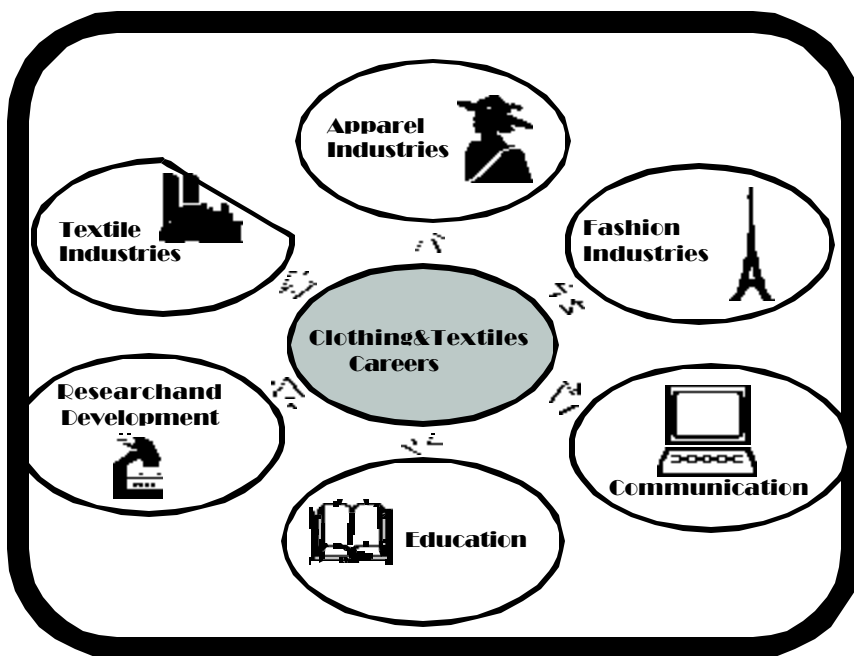 Apparel
Industries
Textile
Industries
Fashion
Industries
Clothing&Textiles
Careers
Researchand
Development
Communication
Education